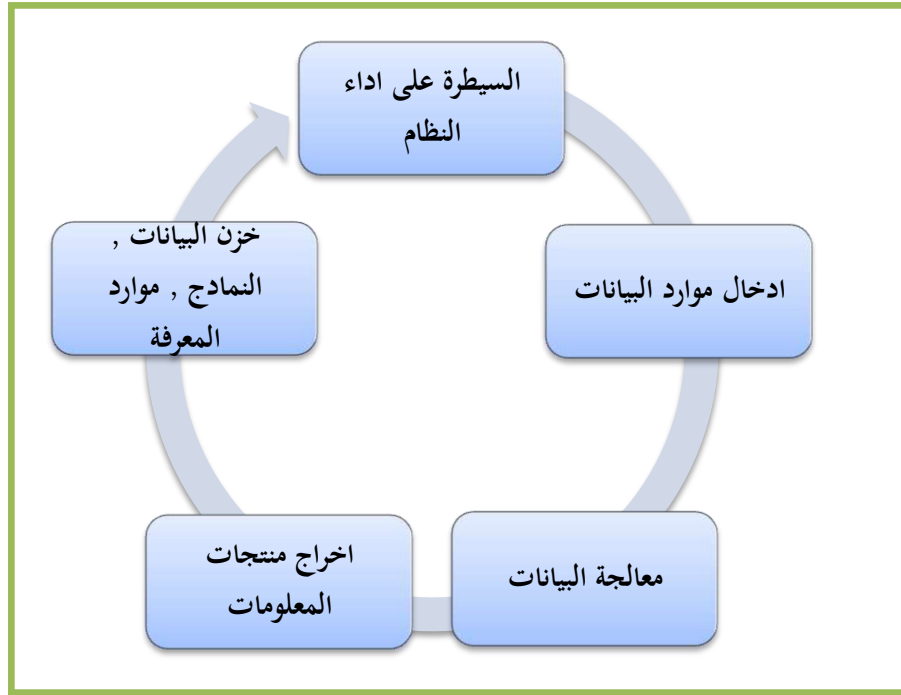 السيطرة على اداء
النظام
ادخال موارد البيانات
معالجة البيانات
اخراج منتجات
المعلومات
خزن البيانات ,
النمادج , موارد
المعرفة